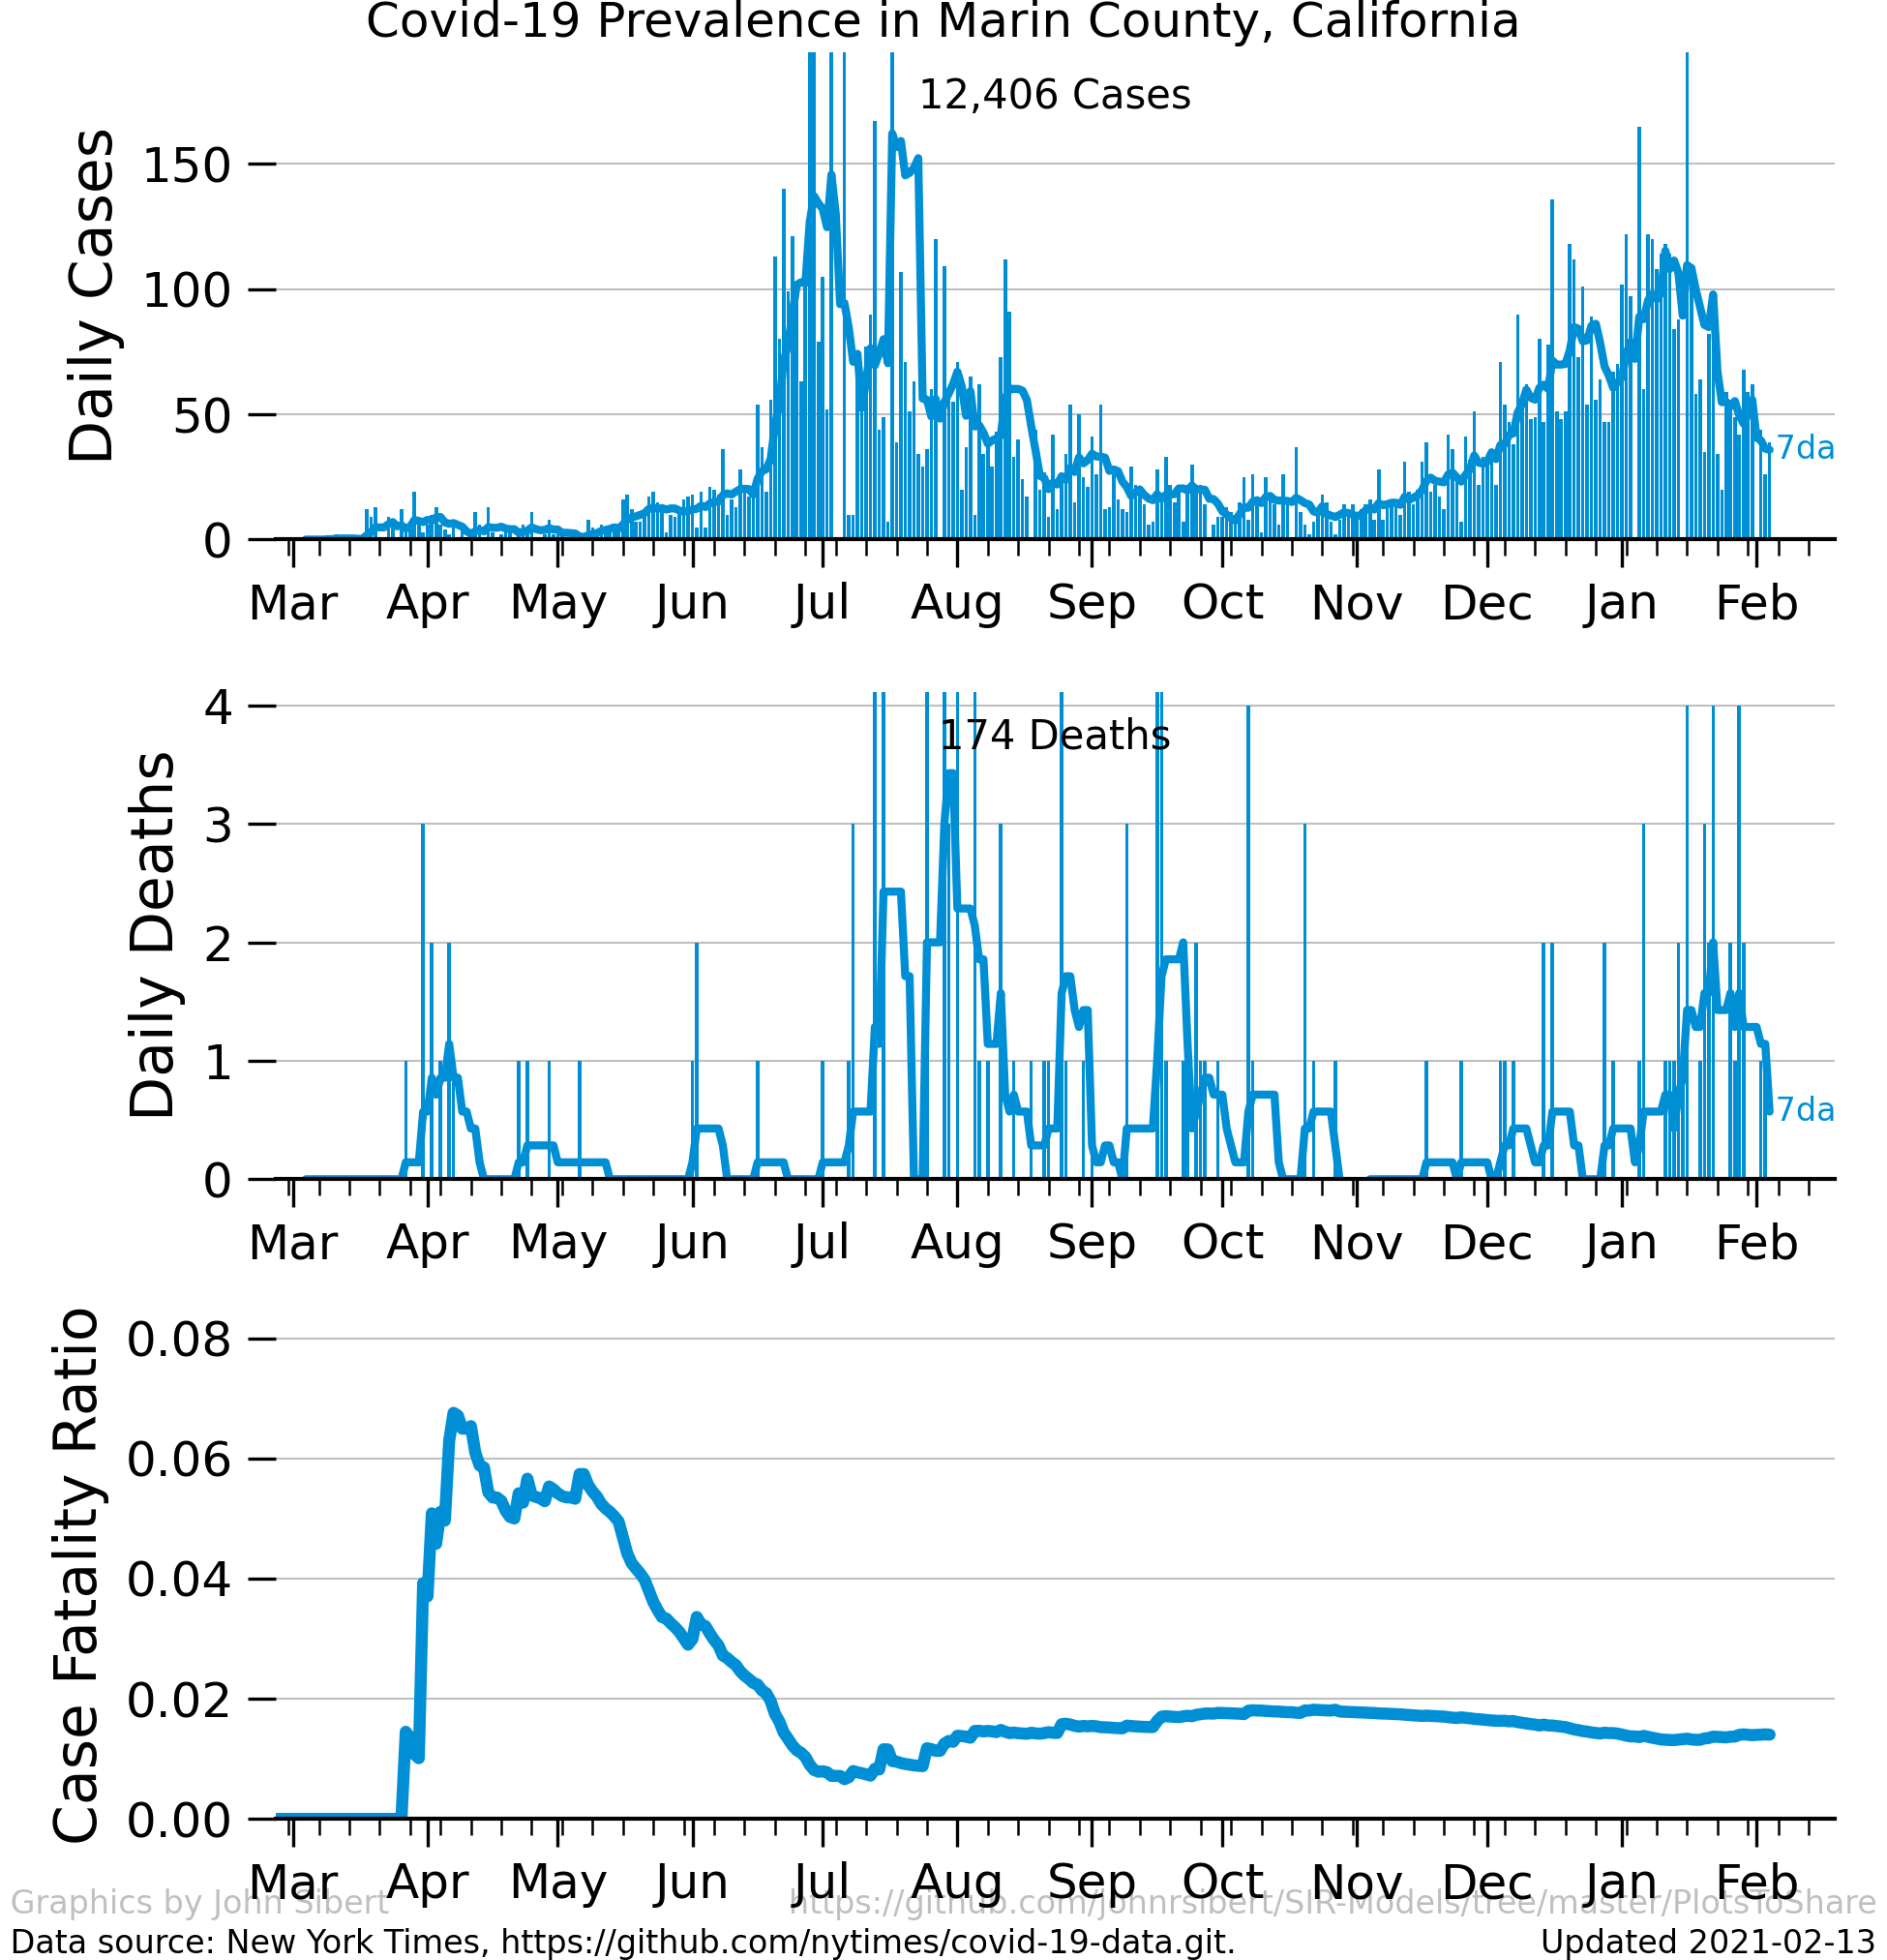 Covid-19 Prevalence in Marin County, California
12,406 Cases
Daily Cases
150
100
50
0
7da
Mar Apr May Jun Jul Aug Sep Oct Nov Dec Jan Feb
174 Deaths
Daily Deaths
4
3
2
1
0
7da
Mar Apr May Jun Jul Aug Sep Oct Nov Dec Jan Feb
Case Fatality Ratio
0.08
0.06
0.04
0.02
0.00
Mar Apr May Jun Jul Aug Sep Oct Nov Dec Jan Feb
Graphics by John Sibert https://github.com/johnrsibert/SIR-Models/tree/master/PlotsToShare
Data source: New York Times, https://github.com/nytimes/covid-19-data.git. Updated 2021-02-13